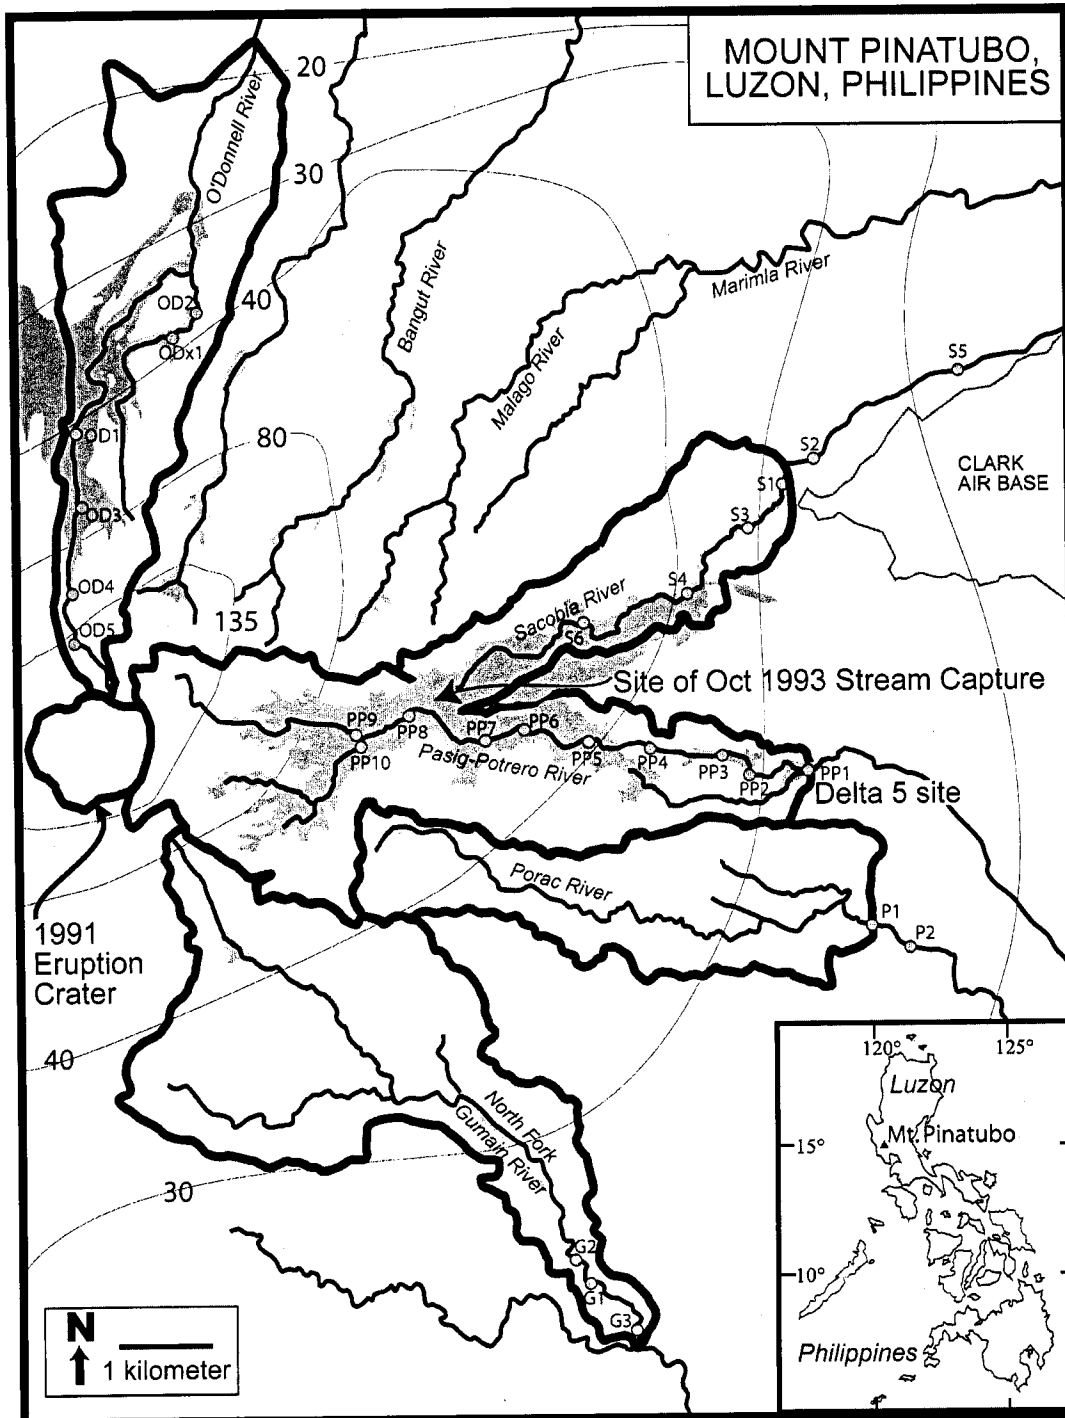 MOUNT PINATUBO,
LUZON, PHILIPPINES
20
O'Donnell River
30
Bangut River
Marimla River
40
OD2
ODx1
Malago River
S5
OD1
80
S2
CLARK
AIR BASE
S1
OD3
S3
OD4
S4
135
Sacobia River
OD5
S6
Site of Oct 1993 Stream Capture
PP9
PP8
PP7
PP6
PP10
Pasig-Potrero River
PP5
PP4
PP3
PP2
PP1
Delta 5 site
Porac River
P1
P2
1991
Eruption
Crater
40
North Fork
Gumain River
30
G2
G1
G3
N
1 kilometer
120°
125°
Luzon
Mt. Pinatubo
15°
10°
Philippines